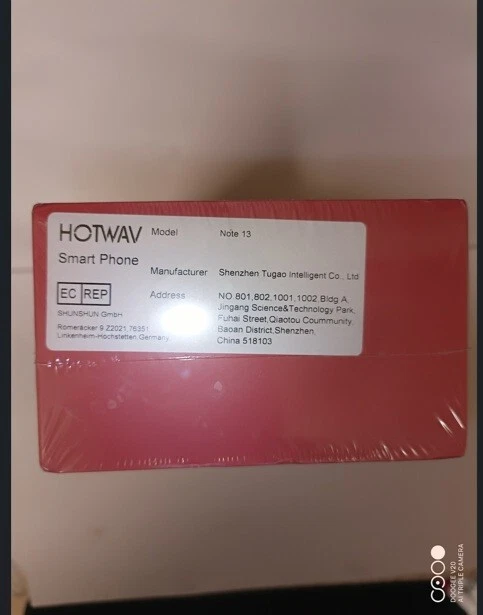 HOTWAV
Smart Phone
EC REP
SHUNSHUN GmbH
Römeräcker 9 Z2021,76351
Linkenheim-Hochstetten,Germany
Model Note 13
Manufacturer Shenzhen Tugao Intelligent Co., Ltd
Address NO.801,802,1001,1002,Bldg A,
Jingang Science&Technology Park,
Fuhai Street,Qiaotou Coummunity,
Baoan District,Shenzhen,
China 518103
DOOGEE V20
AI TRIPLE CAMERA